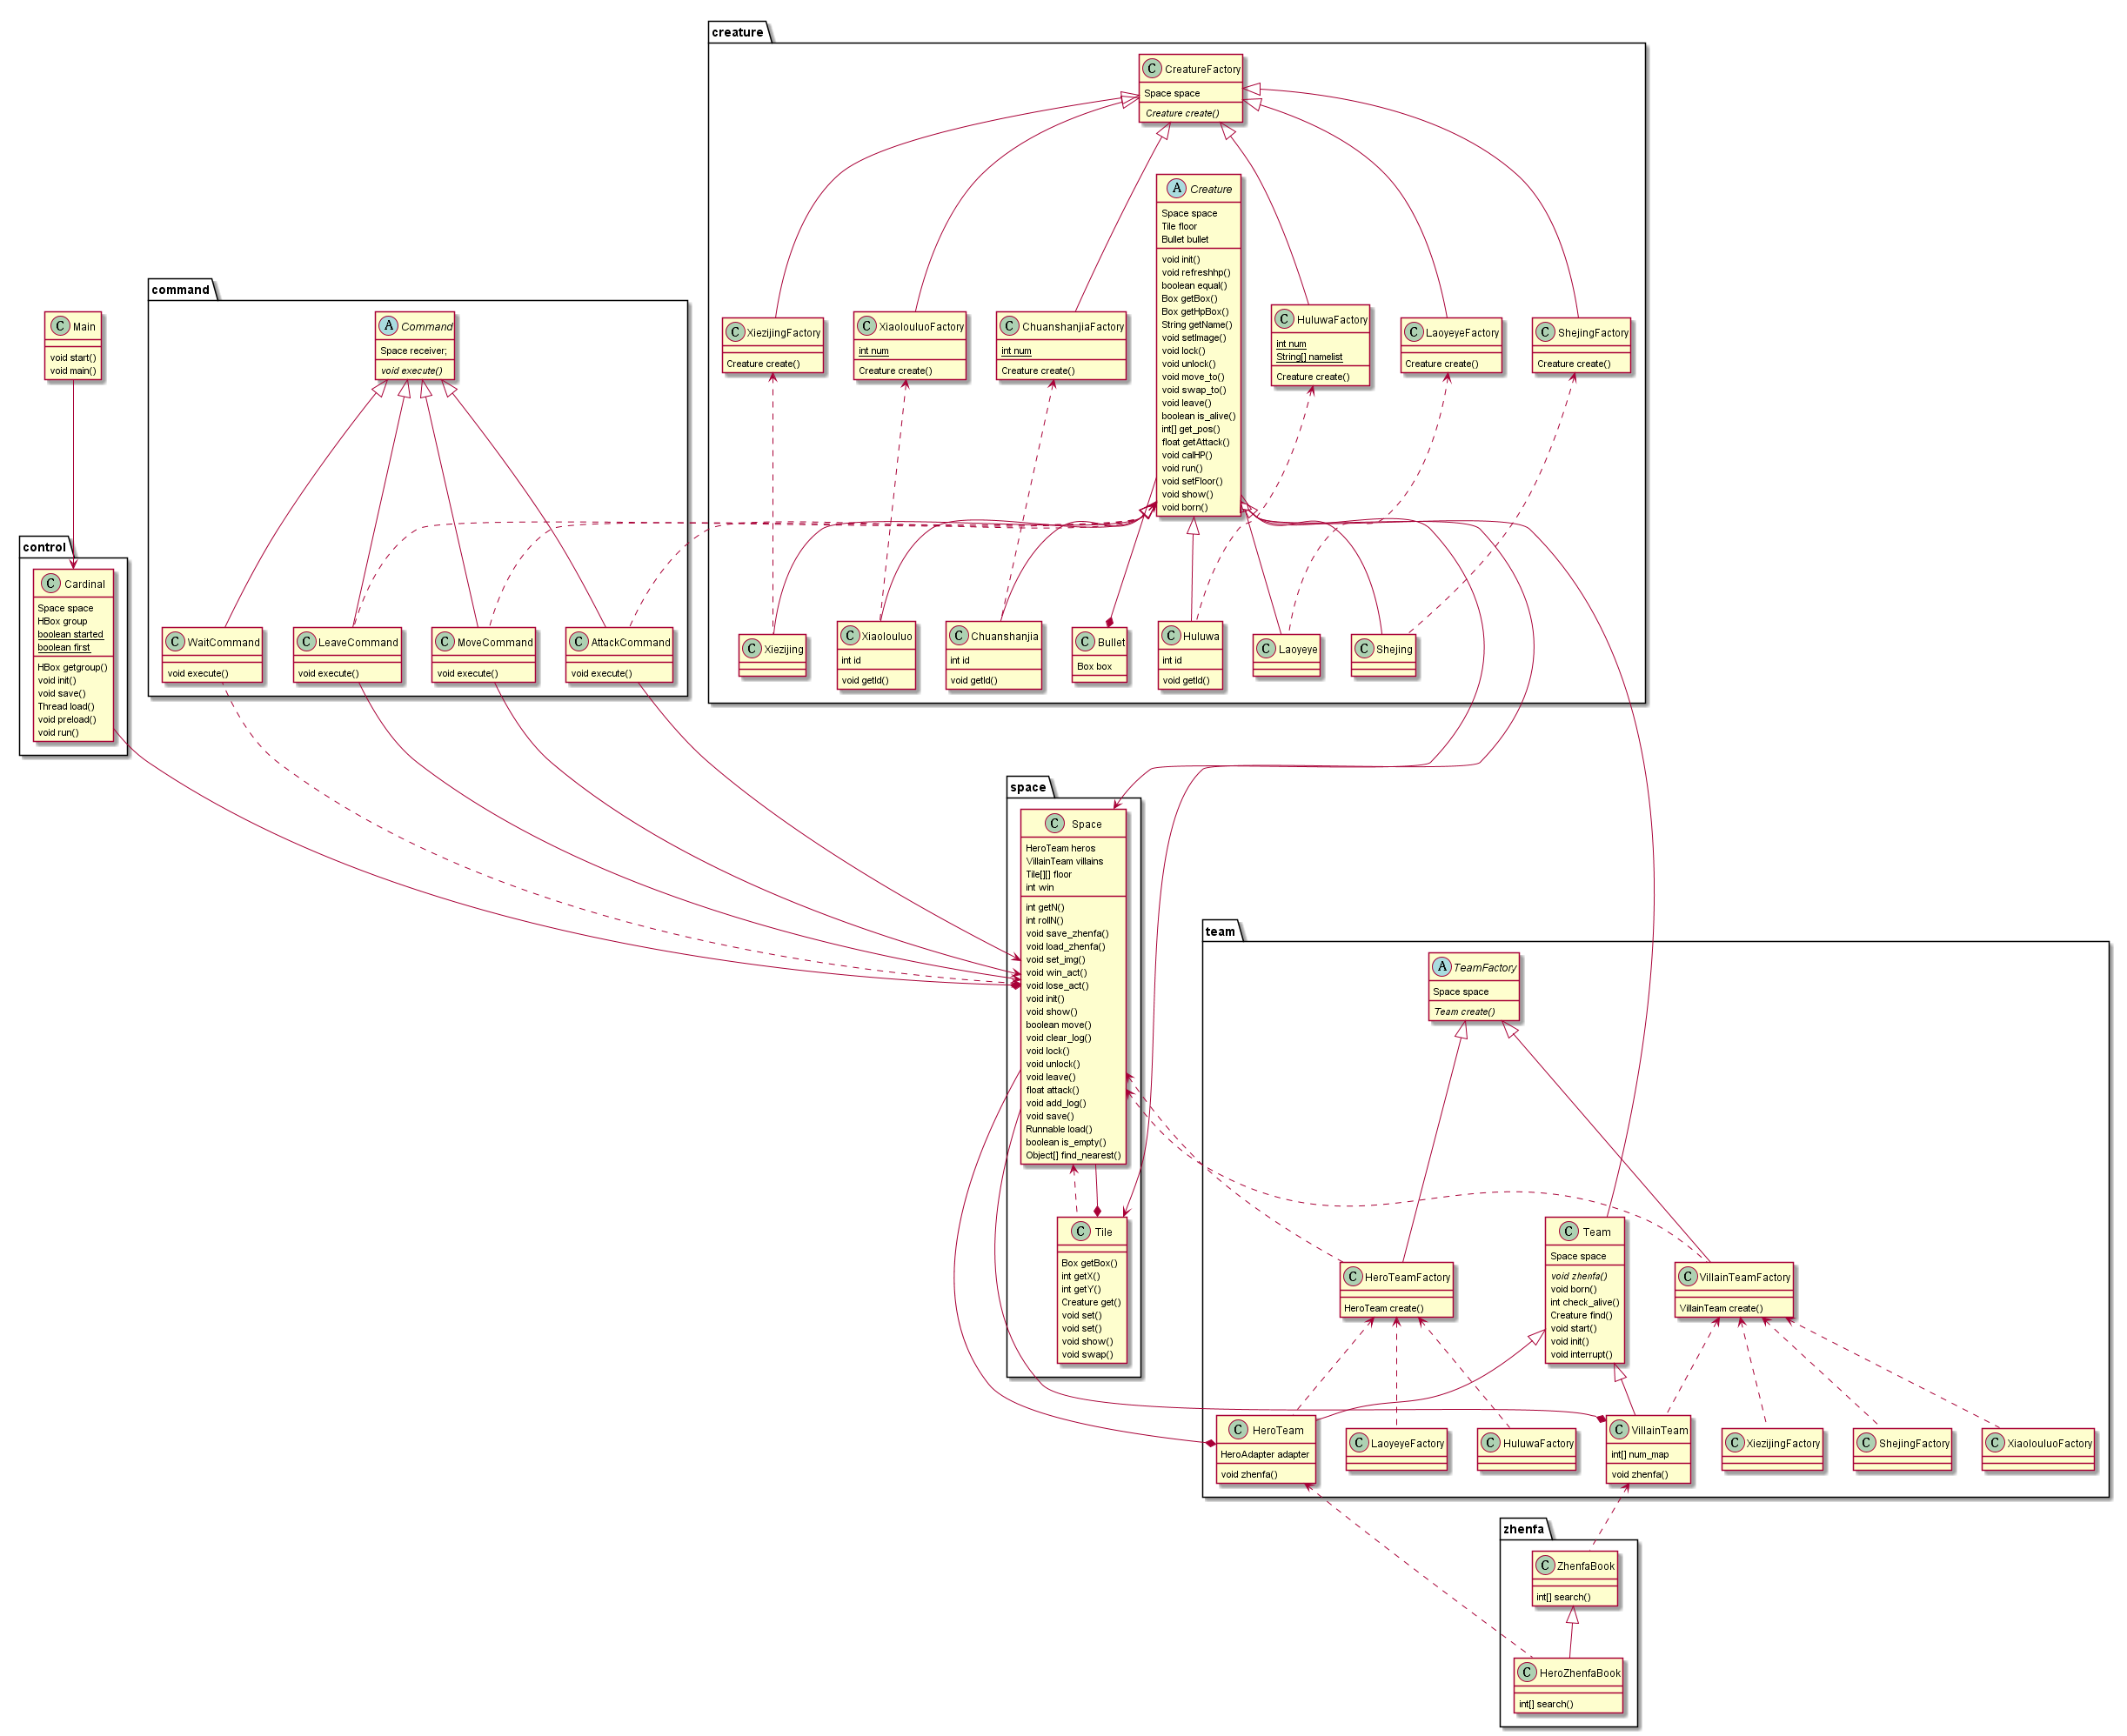 creature
C CreatureFactory
Space space
Creature create()
A Creature
Space space
Tile floor
Bullet bullet
void init()
void refreshhp()
boolean equal()
Box getBox()
Box getHpBox()
String getName()
void setImage()
void lock()
void unlock()
void move_to()
void swap_to()
void leave()
boolean is_alive()
int[] get_pos()
float getAttack()
void calHP()
void run()
void setFloor()
void show()
void born()
C XiezijingFactory
Creature create()
C XiaolouluoFactory
int num
Creature create()
C ChuanshanjiaFactory
int num
Creature create()
C HuluwaFactory
int num
String[] namelist
Creature create()
C LaoyeyeFactory
Creature create()
C ShejingFactory
Creature create()
C Xiezijing
C Xiaolouluo
int id
void getId()
C Chuanshanjia
int id
void getId()
C Bullet
Box box
C Huluwa
int id
void getId()
C Laoyeye
C Shejing
command
A Command
Space receiver;
void execute()
C WaitCommand
void execute()
C LeaveCommand
void execute()
C MoveCommand
void execute()
C AttackCommand
void execute()
C Main
void start()
void main()
control
C Cardinal
Space space
HBox group
boolean started
boolean first
HBox getgroup()
void init()
void save()
Thread load()
void preload()
void run()
space
C Space
HeroTeam heros
VillainTeam villains
Tile[][] floor
int win
int getN()
int rollN()
void save_zhenfa()
void load_zhenfa()
void set_img()
void win_act()
void lose_act()
void init()
void show()
boolean move()
void clear_log()
void lock()
void unlock()
void leave()
float attack()
void add_log()
void save()
Runnable load()
boolean is_empty()
Object[] find_nearest()
C Tile
Box getBox()
int getX()
int getY()
Creature get()
void set()
void set()
void show()
void swap()
team
A TeamFactory
Space space
Team create()
C HeroTeamFactory
HeroTeam create()
C Team
Space space
void zhenfa()
void born()
int check_alive()
Creature find()
void start()
void init()
void interrupt()
C VillainTeamFactory
VillainTeam create()
C HeroTeam
HeroAdapter adapter
void zhenfa()
C LaoyeyeFactory
C HuluwaFactory
C VillainTeam
int[] num_map
void zhenfa()
C XiezijingFactory
C ShejingFactory
C XiaolouluoFactory
zhenfa
C ZhenfaBook
int[] search()
C HeroZhenfaBook
int[] search()